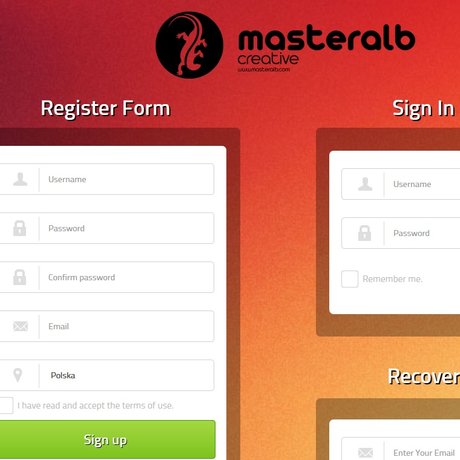 masteralb
creative
www.masteralb.com
Register Form
Username
Password
Confirm password
Email
Polska
I have read and accept the terms of use.
Sign up
Sign In
Username
Password
Remember me.
Recover
Enter Your Email